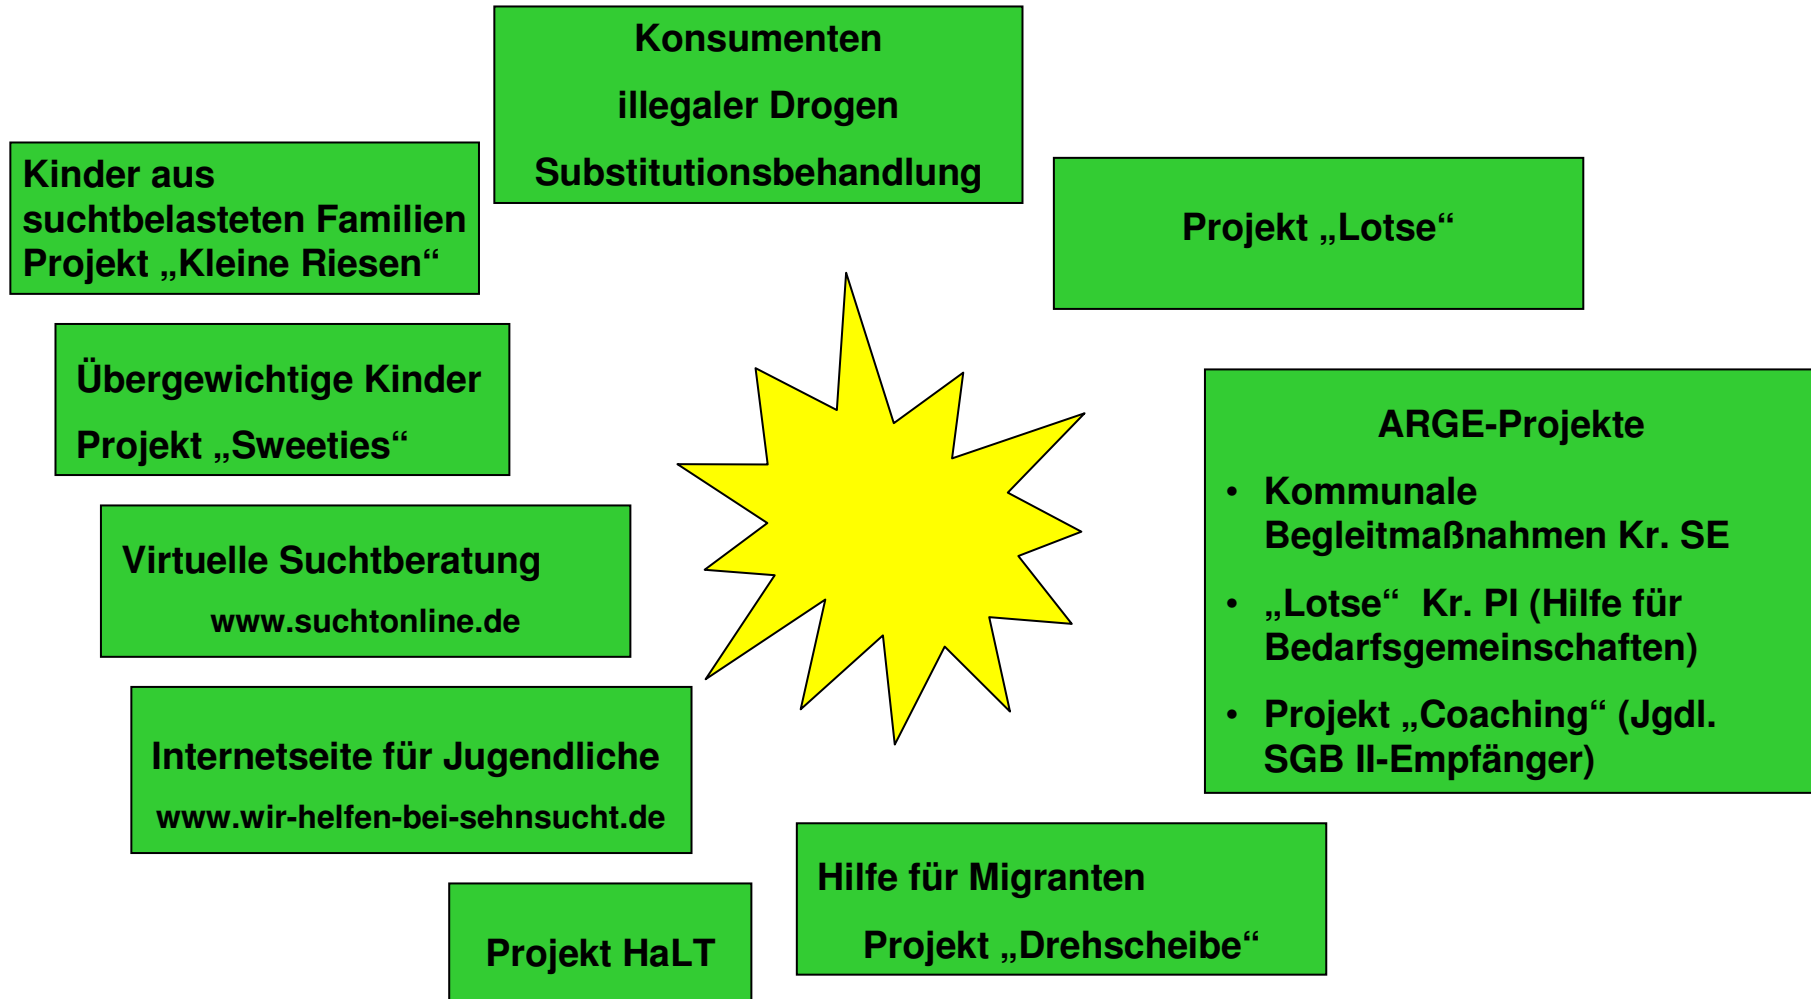 Konsumenten
illegaler Drogen
Substitutionsbehandlung
Kinder aus
suchtbelasteten Familien
Projekt „Kleine Riesen“
Projekt „Lotse“
Übergewichtige Kinder
Projekt „Sweeties“
ARGE-Projekte
• Kommunale
Begleitmaßnahmen Kr. SE
• „Lotse“ Kr. PI (Hilfe für
Bedarfsgemeinschaften)
• Projekt „Coaching“ (Jgdl.
SGB II-Empfänger)
Virtuelle Suchtberatung
www.suchtonline.de
Internetseite für Jugendliche
www.wir-helfen-bei-sehnsucht.de
Hilfe für Migranten
Projekt „Drehscheibe“
Projekt HaLT